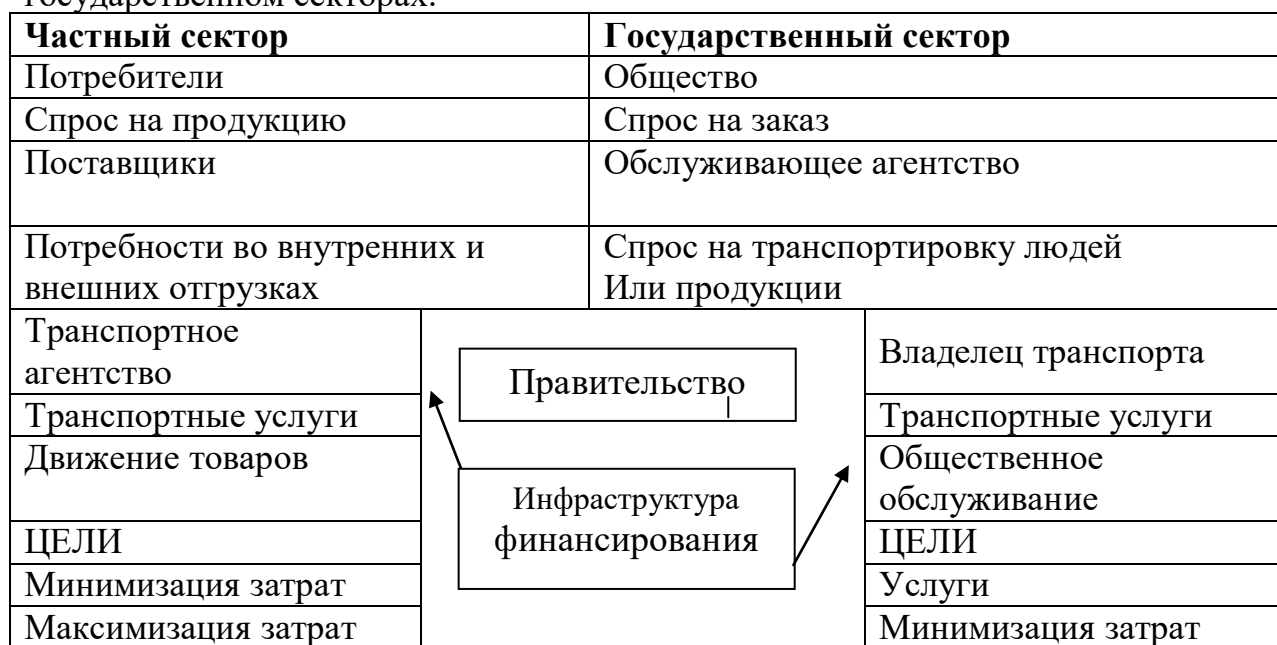 государственном секторах.
Частный сектор Государственный сектор
Потребители Общество
Спрос на продукцию Спрос на заказ
Поставщики Обслуживающее агентство
Потребности во внутренних и Спрос на транспортировку людей
внешних отгрузках Или продукции
Транспортное
агентство
Правительство
Владелец транспорта
Транспортные услуги Транспортные услуги
Движение товаров Общественное
обслуживание
Инфраструктура
финансирования
ЦЕЛИ ЦЕЛИ
Минимизация затрат Услуги
Максимизация затрат Минимизация затрат